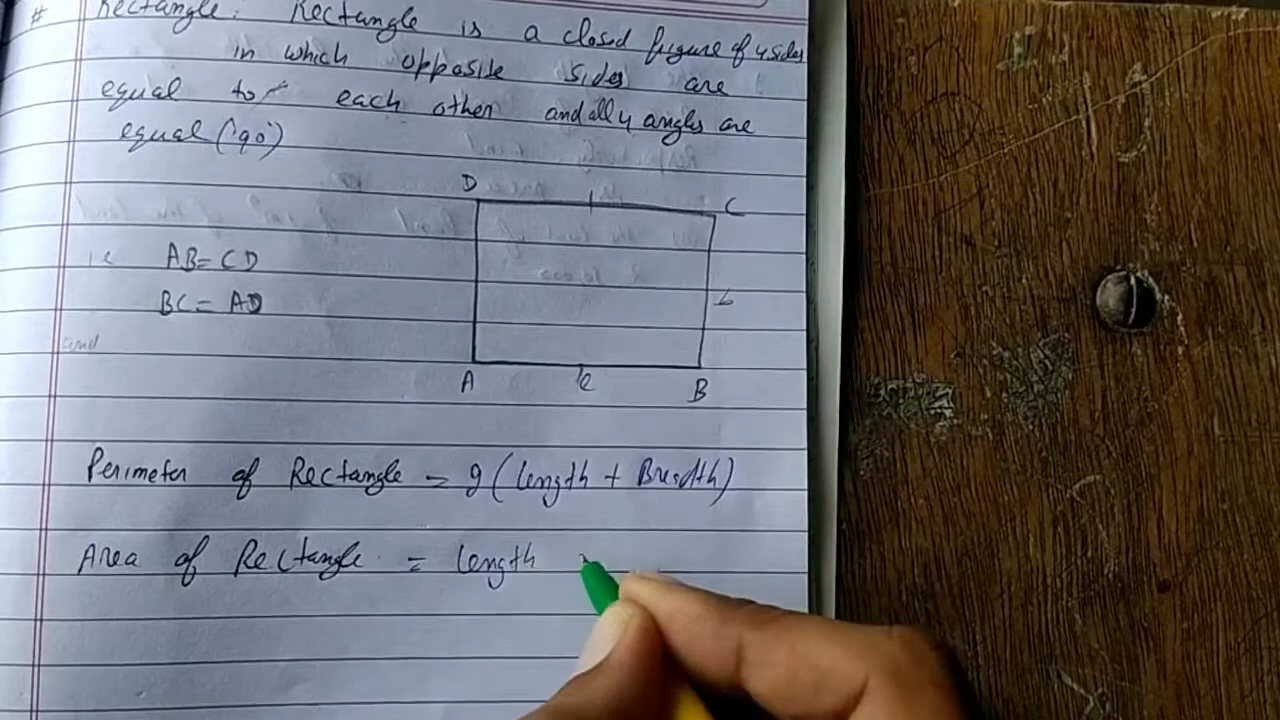 # Rectangle: Rectangle is a closed figure of 4 sides
in which opposite sides are
equal to each other and all 4 angles are
equal (90°)
D
C
i.e AB = CD
BC = AD
b
and
A
l
B
Perimeter of Rectangle = 2 (length + Breadth)
Area of Rectangle = length